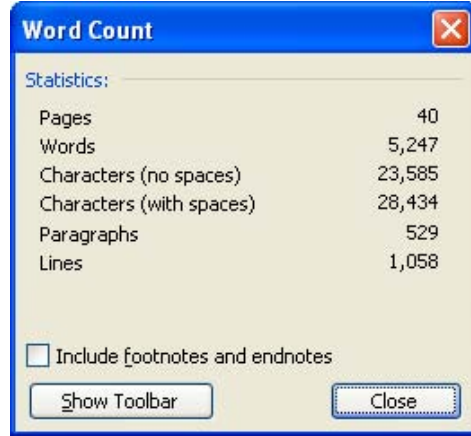 Word Count
Statistics:
Pages 40
Words 5,247
Characters (no spaces) 23,585
Characters (with spaces) 28,434
Paragraphs 529
Lines 1,058
Include footnotes and endnotes
Show Toolbar Close